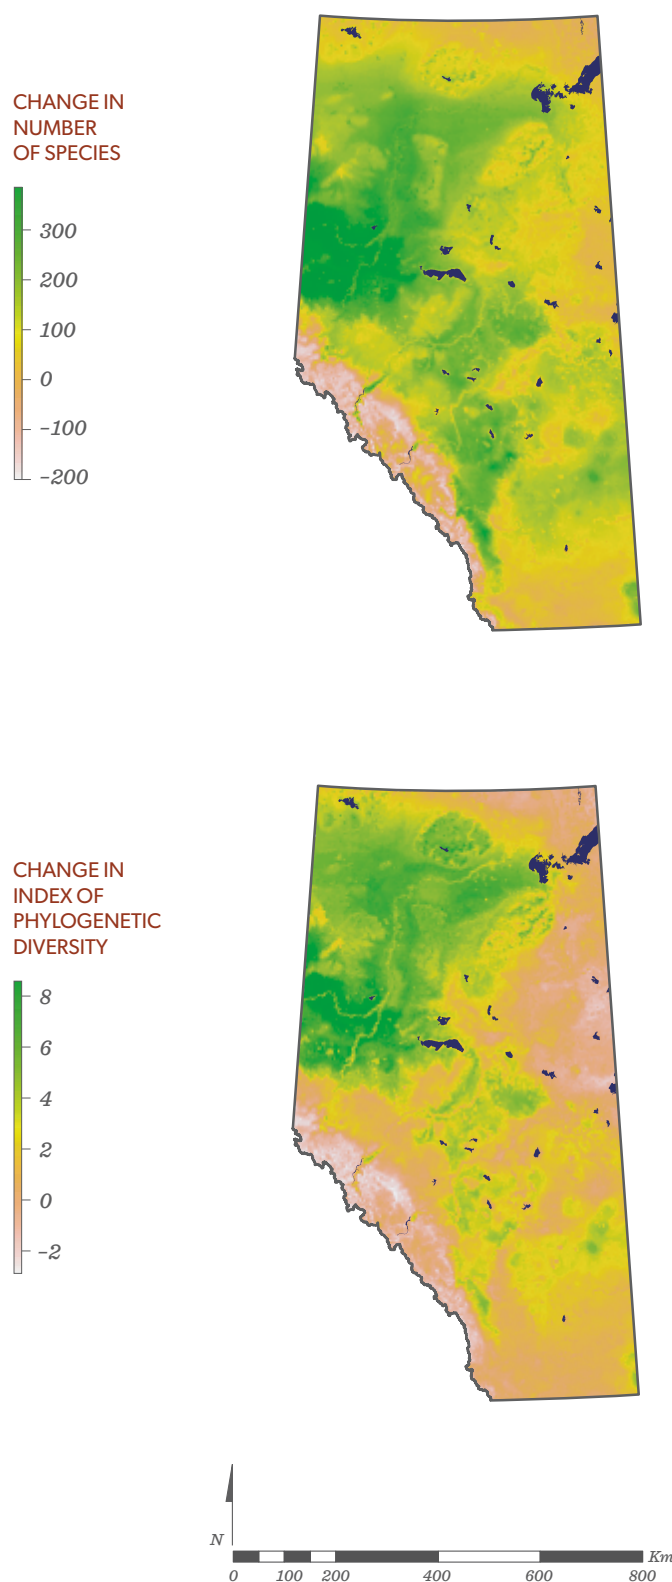 CHANGE IN
NUMBER
OF SPECIES
300
200
100
0
-100
-200
CHANGE IN
INDEX OF
PHYLOGENETIC
DIVERSITY
8
6
4
2
0
-2
N
Km
0 100 200 400 600 800